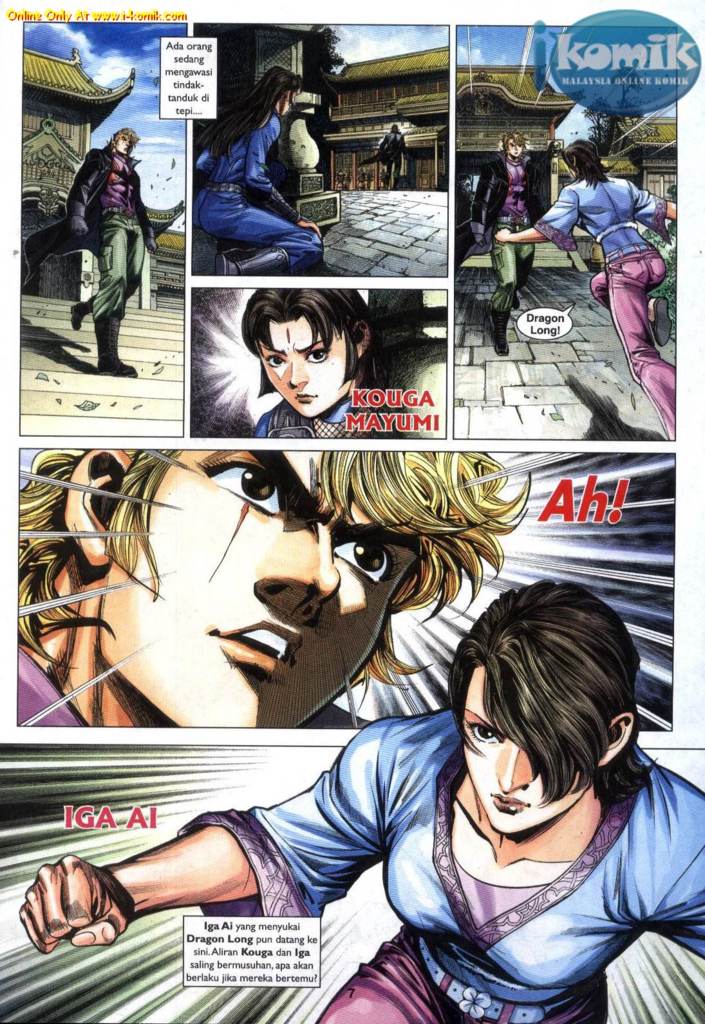 Online Only At www.i-komik.com
ikomik
MALAYSIA ONLINE KOMIK
Ada orang
sedang
mengawasi
tindak-
tanduk di
tepi....
Dragon
Long!
KOUGA
MAYUMI
Ah!
IGA AI
Iga Ai yang menyukai
Dragon Long pun datang ke
sini. Aliran Kouga dan Iga
saling bermusuhan, apa akan
berlaku jika mereka bertemu?
7